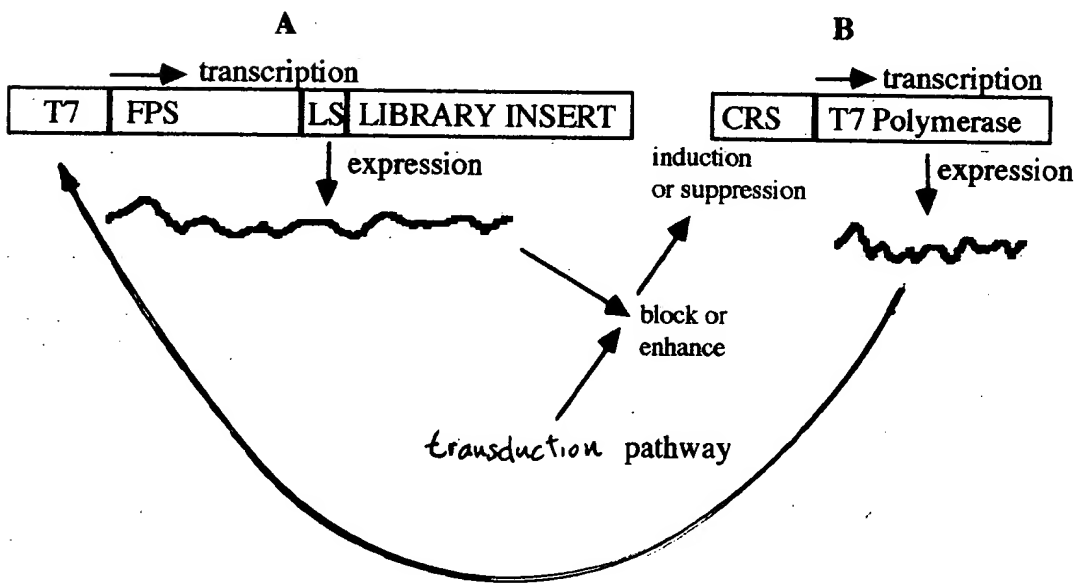 A
B
transcription
transcription
T7 FPS LS LIBRARY INSERT
CRS T7 Polymerase
expression
induction
or suppression
expression
block or
enhance
transduction pathway